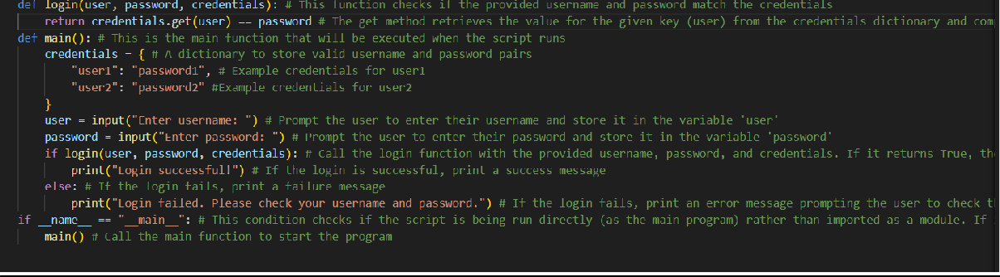 def login(user, password, credentials): # This function checks if the provided username and password match the credentials
    return credentials.get(user) == password # The get method retrieves the value for the given key (user) from the credentials dictionary and com
def main(): # This is the main function that will be executed when the script runs
    credentials = { # A dictionary to store valid username and password pairs
        "user1": "password1", # Example credentials for user1
        "user2": "password2" #Example credentials for user2
    }
    user = input("Enter username: ") # Prompt the user to enter their username and store it in the variable 'user'
    password = input("Enter password: ") # Prompt the user to enter their password and store it in the variable 'password'
    if login(user, password, credentials): # Call the login function with the provided username, password, and credentials. If it returns True, th
        print("Login successful!") # If the login is successful, print a success message
    else: # If the login fails, print a failure message
        print("Login failed. Please check your username and password.") # If the login fails, print an error message prompting the user to check t
if __name__ == "__main__": # This condition checks if the script is being run directly (as the main program) rather than imported as a module. If
    main() # Call the main function to start the program